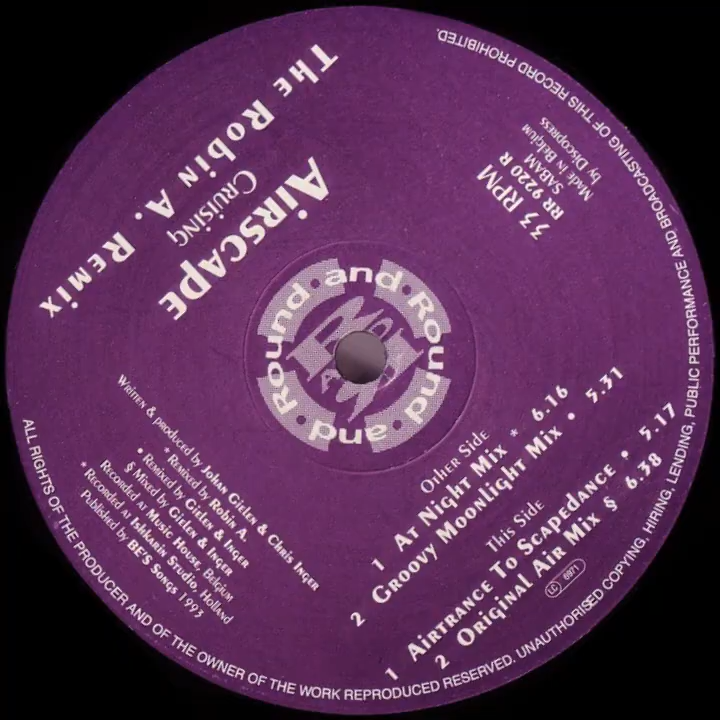 The Robin A. Remix
Airscape
Cruising
33 RPM
RR 9220 R
SABAM
Made in Belgium
by Discopress
Round and Round and Round and
Other Side
1 At Night Mix * 6.16
2 Groovy Moonlight Mix • 5.31
This Side
1 Airtrance To Scapedance • 5.17
2 Original Air Mix § 6.38
LC 6971
Written & produced by Johan Gielen & Chris Inger
* Remixed by Robin A.
• Remixed by Gielen & Inger
§ Mixed by Gielen & Inger
Recorded at Music House, Belgium
* Recorded at Ishkanin Studio, Holland
Published by BE'S Songs 1993
ALL RIGHTS OF THE PRODUCER AND OF THE OWNER OF THE WORK REPRODUCED RESERVED. UNAUTHORISED COPYING, HIRING, LENDING, PUBLIC PERFORMANCE AND BROADCASTING OF THIS RECORD PROHIBITED.